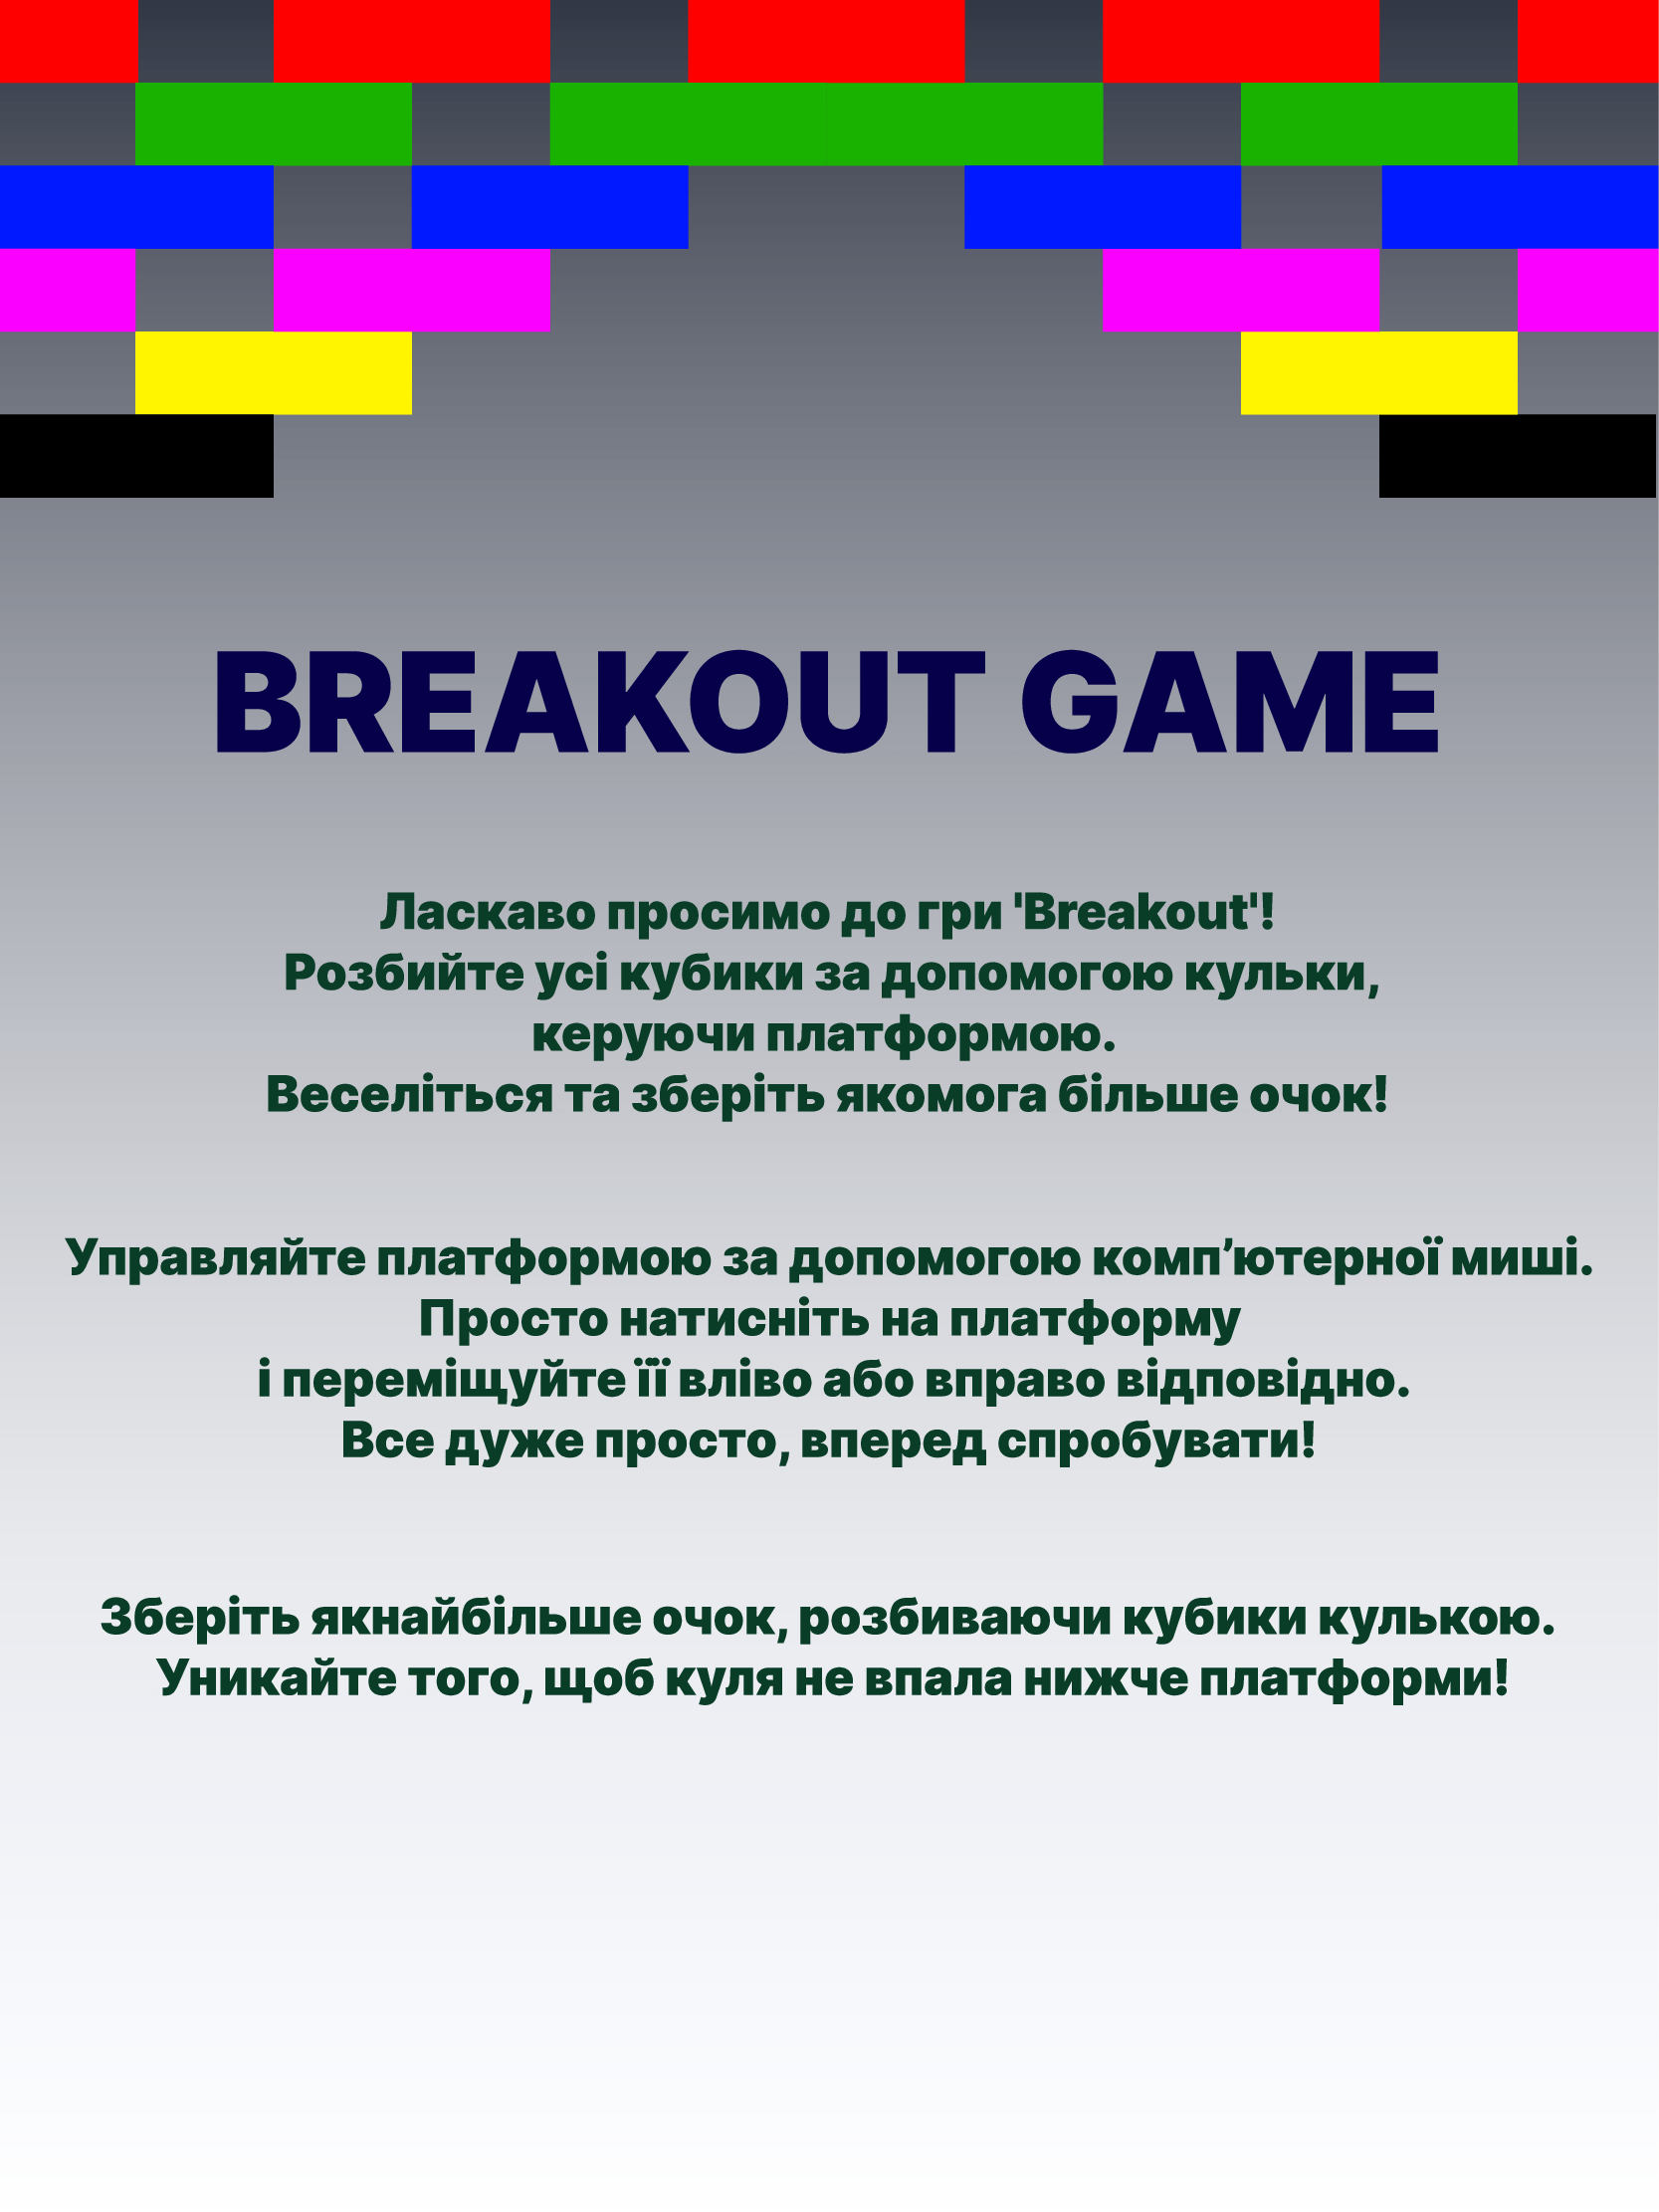 BREAKOUT GAME
Ласкаво просимо до гри 'Breakout'!
Розбийте усі кубики за допомогою кульки,
керуючи платформою.
Веселіться та зберіть якомога більше очок!
Управляйте платформою за допомогою комп’ютерної миші.
Просто натисніть на платформу
і переміщуйте її вліво або вправо відповідно.
Все дуже просто, вперед спробувати!
Зберіть якнайбільше очок, розбиваючи кубики кулькою.
Уникайте того, щоб куля не впала нижче платформи!